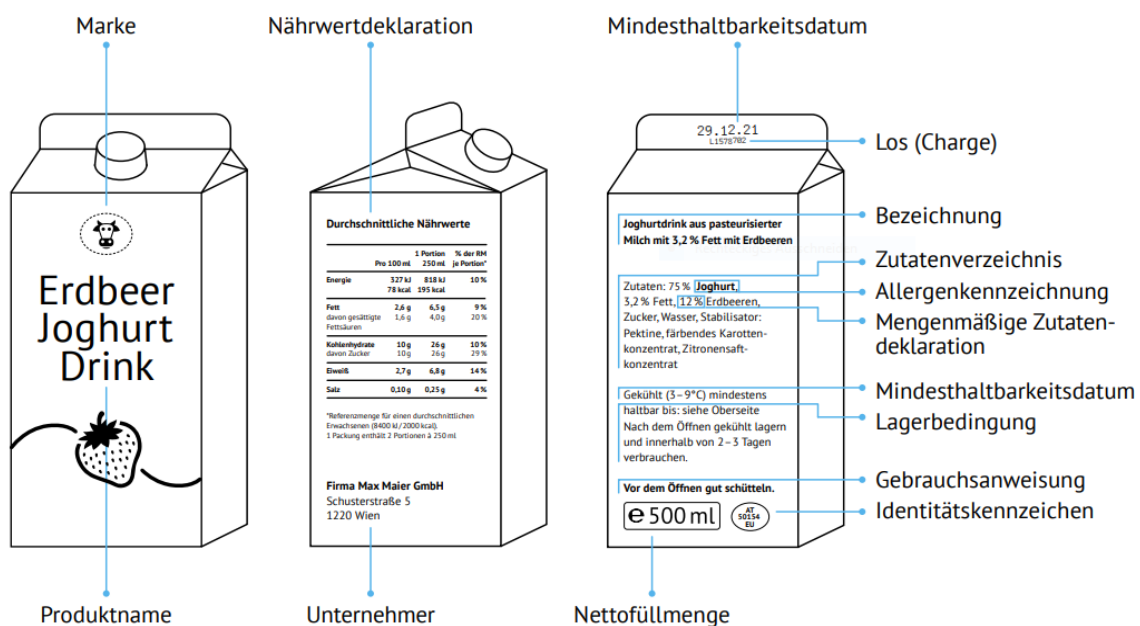 Marke
Nährwertdeklaration
Mindesthaltbarkeitsdatum
Erdbeer
Joghurt
Drink
Produktname
Durchschnittliche Nährwerte
1 Portion % der RM
Pro 100 ml 250 ml je Portion*
Energie 327 kJ 818 kJ 10 %
78 kcal 195 kcal
Fett 2,6 g 6,5 g 9 %
davon gesättigte 1,6 g 4,0 g 20 %
Fettsäuren
Kohlenhydrate 10 g 26 g 10 %
davon Zucker 10 g 26 g 29 %
Eiweiß 2,7 g 6,8 g 14 %
Salz 0,10 g 0,25 g 4 %
*Referenzmenge für einen durchschnittlichen
Erwachsenen (8400 kJ/2000 kcal).
1 Packung enthält 2 Portionen à 250 ml
Firma Max Maier GmbH
Schusterstraße 5
1220 Wien
Unternehmer
29.12.21
L1578702
Los (Charge)
Joghurtdrink aus pasteurisierter
Milch mit 3,2 % Fett mit Erdbeeren
Bezeichnung
Zutatenverzeichnis
Zutaten: 75 % Joghurt,
3,2 % Fett, 12 % Erdbeeren,
Zucker, Wasser, Stabilisator:
Pektine, färbendes Karotten-
konzentrat, Zitronensaft-
konzentrat
Allergenkennzeichnung
Mengenmäßige Zutaten-
deklaration
Gekühlt (3–9°C) mindestens
haltbar bis: siehe Oberseite
Nach dem Öffnen gekühlt lagern
und innerhalb von 2–3 Tagen
verbrauchen.
Mindesthaltbarkeitsdatum
Lagerbedingung
Vor dem Öffnen gut schütteln.
Gebrauchsanweisung
e 500 ml
AT
50154
EU
Identitätskennzeichen
Nettofüllmenge